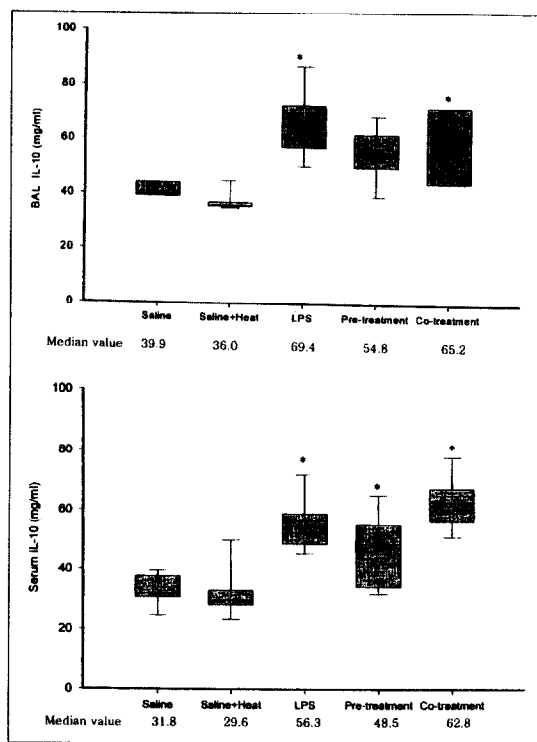 100
80
60
40
20
0
BAL IL-10 (mg/ml)
*
*
Saline Saline+Heat LPS Pre-treatment Co-treatment
Median value 39.9 36.0 69.4 54.8 65.2
100
80
60
40
20
0
Serum IL-10 (mg/ml)
*
*
*
Saline Saline+Heat LPS Pre-treatment Co-treatment
Median value 31.8 29.6 56.3 48.5 62.8